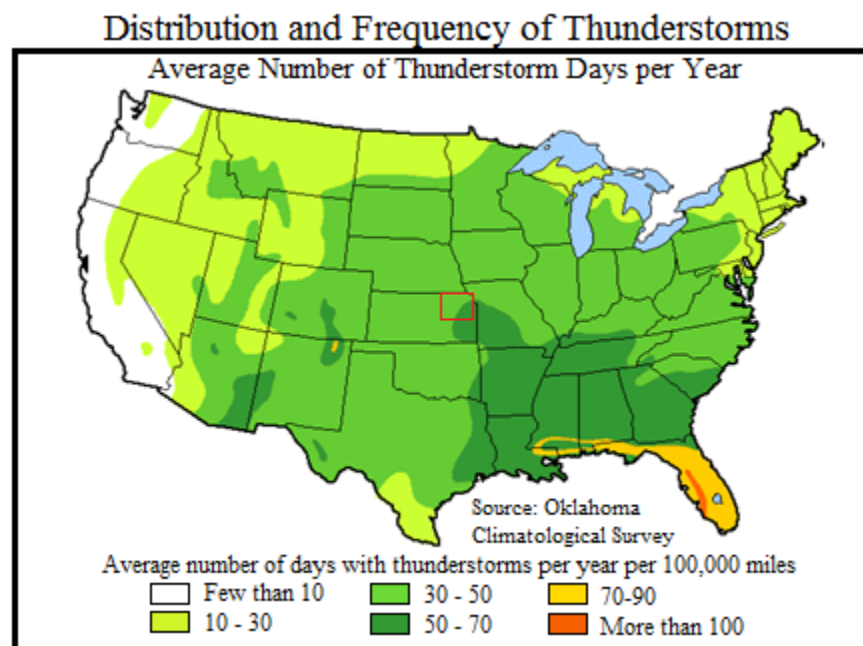 Distribution and Frequency of Thunderstorms
Average Number of Thunderstorm Days per Year
Source: Oklahoma
Climatological Survey
Average number of days with thunderstorms per year per 100,000 miles
Few than 10
30 - 50
70-90
10 - 30
50 - 70
More than 100